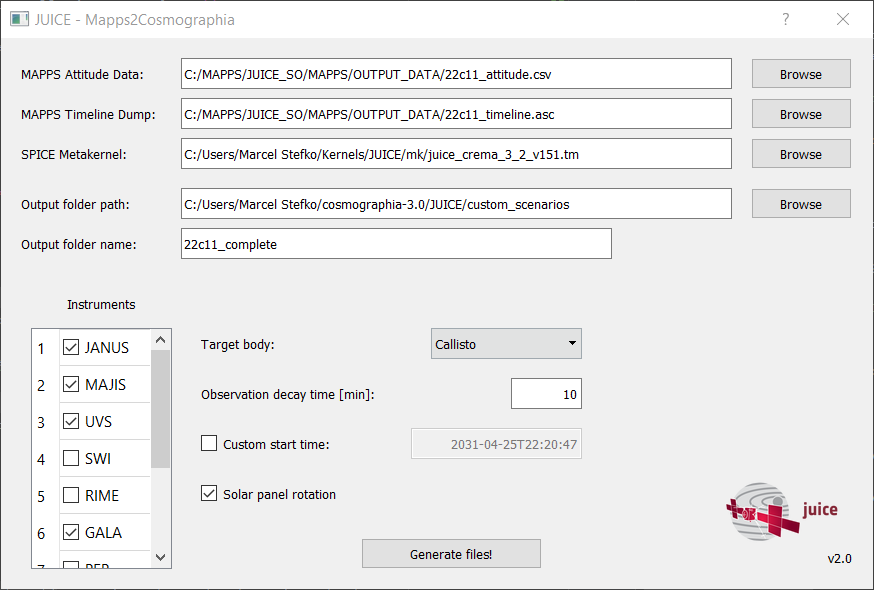 JUICE - Mapps2Cosmographia
?
MAPPS Attitude Data:
C:/MAPPS/JUICE_SO/MAPPS/OUTPUT_DATA/22c11_attitude.csv
Browse
MAPPS Timeline Dump:
C:/MAPPS/JUICE_SO/MAPPS/OUTPUT_DATA/22c11_timeline.asc
Browse
SPICE Metakernel:
C:/Users/Marcel Stefko/Kernels/JUICE/mk/juice_crema_3_2_v151.tm
Browse
Output folder path:
C:/Users/Marcel Stefko/cosmographia-3.0/JUICE/custom_scenarios
Browse
Output folder name:
22c11_complete
Instruments
1 JANUS
2 MAJIS
3 UVS
4 SWI
5 RIME
6 GALA
Target body:
Callisto
Observation decay time [min]:
10
Custom start time:
2031-04-25T22:20:47
Solar panel rotation
Generate files!
juice
v2.0